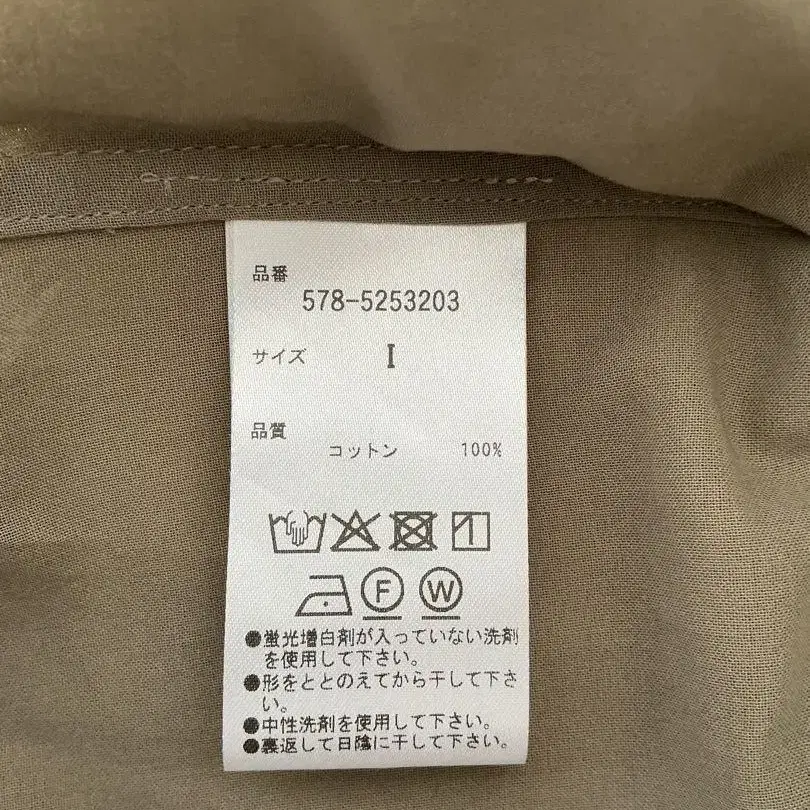 品番
578-5253203
サイズ I
品質
コットン 100%
F W
●蛍光増白剤が入っていない洗剤
を使用して下さい。
●形をととのえてから干して下さ
い。
●中性洗剤を使用して下さい。
●裏返して日陰に干して下さい。